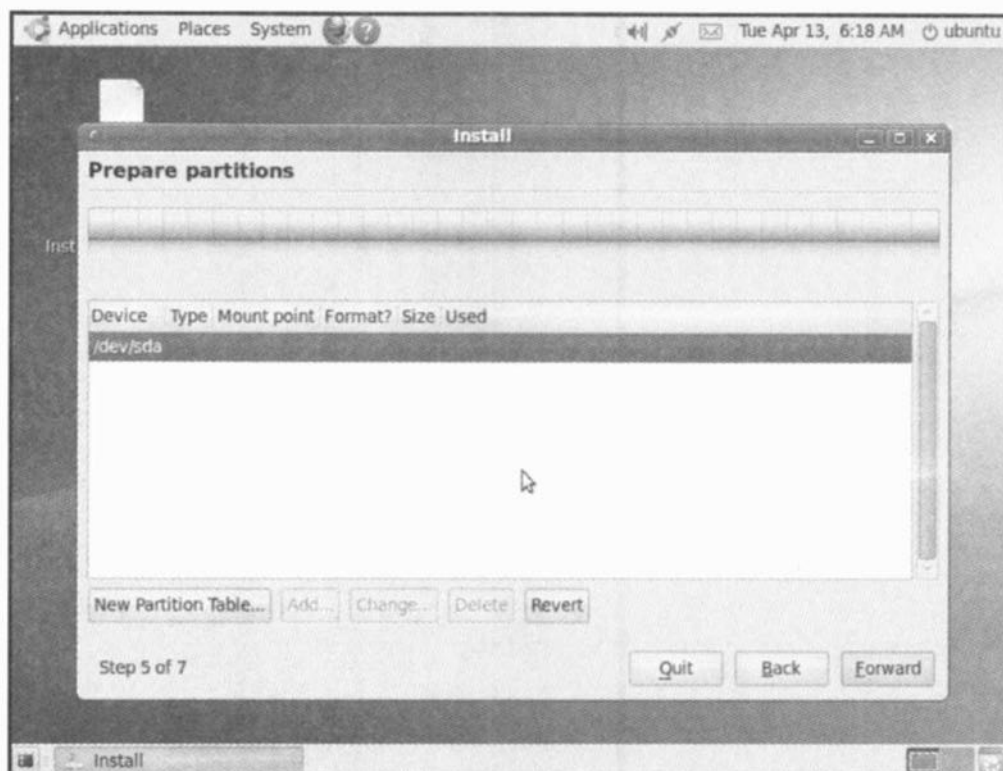 Applications Places System Tue Apr 13, 6:18 AM ubuntu
Install
Prepare partitions
Inst
Device Type Mount point Format? Size Used
/dev/sda
New Partition Table... Add... Change... Delete Revert
Step 5 of 7 Quit Back Forward
Install